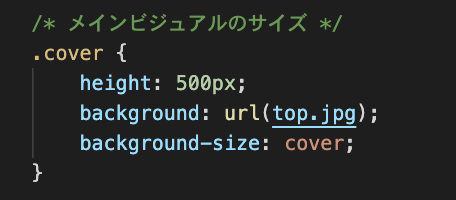 /* メインビジュアルのサイズ */
.cover {
height: 500px;
background: url(top.jpg);
background-size: cover;
}